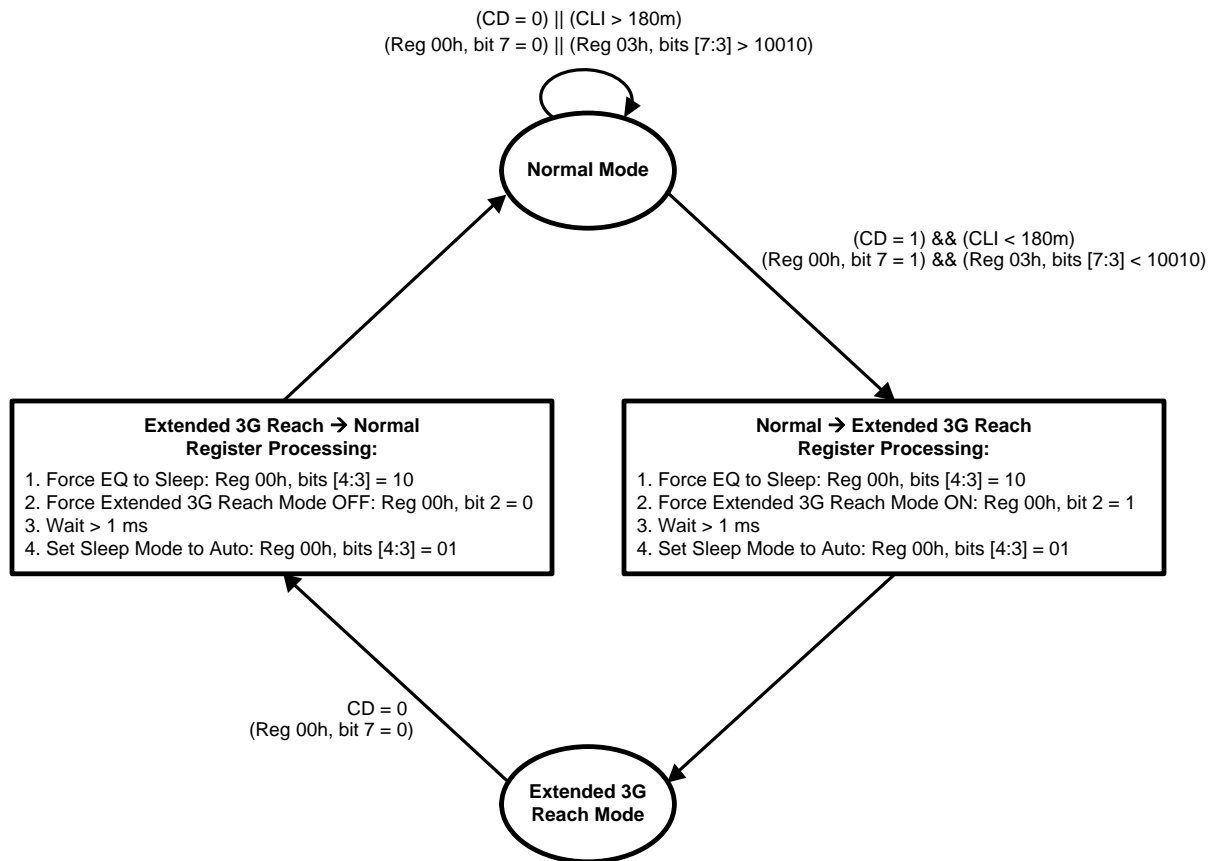 (CD = 0) || (CLI > 180m)
(Reg 00h, bit 7 = 0) || (Reg 03h, bits [7:3] > 10010)
Normal Mode
(CD = 1) && (CLI < 180m)
(Reg 00h, bit 7 = 1) && (Reg 03h, bits [7:3] < 10010)
Extended 3G Reach → Normal
Register Processing:
1. Force EQ to Sleep: Reg 00h, bits [4:3] = 10
2. Force Extended 3G Reach Mode OFF: Reg 00h, bit 2 = 0
3. Wait > 1 ms
4. Set Sleep Mode to Auto: Reg 00h, bits [4:3] = 01
Normal → Extended 3G Reach
Register Processing:
1. Force EQ to Sleep: Reg 00h, bits [4:3] = 10
2. Force Extended 3G Reach Mode ON: Reg 00h, bit 2 = 1
3. Wait > 1 ms
4. Set Sleep Mode to Auto: Reg 00h, bits [4:3] = 01
CD = 0
(Reg 00h, bit 7 = 0)
Extended 3G
Reach Mode